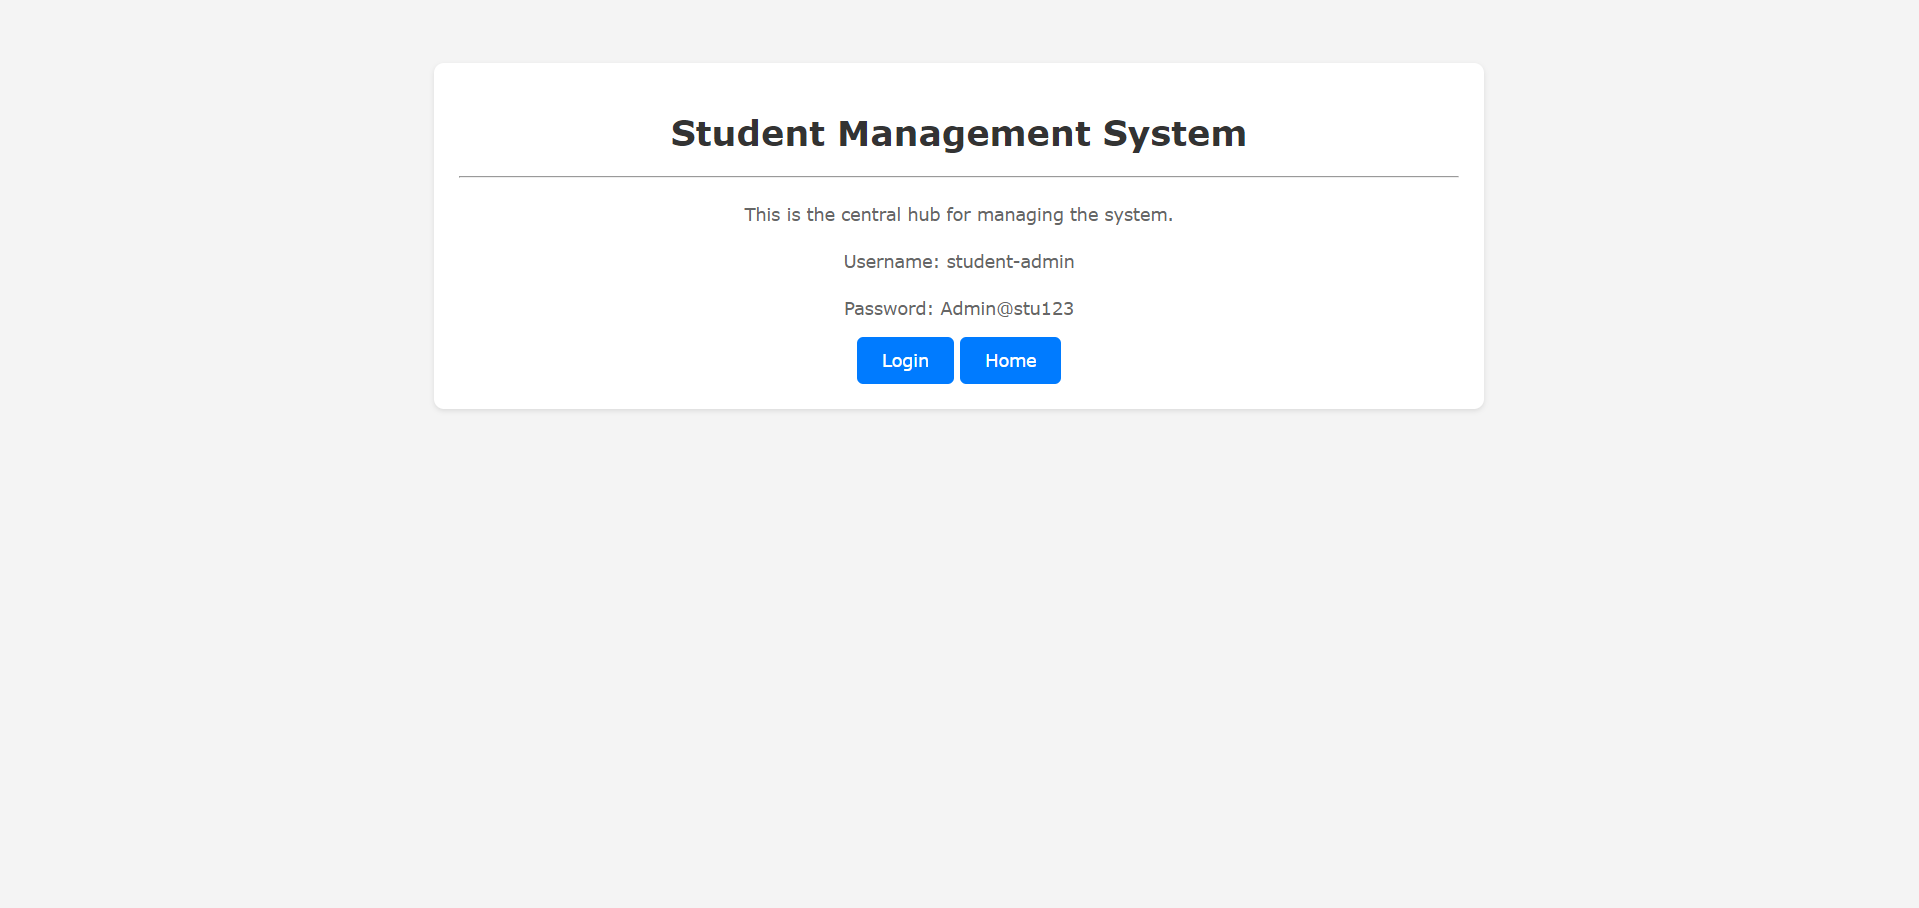 Student Management System
This is the central hub for managing the system.
Username: student-admin
Password: Admin@stu123
Login Home